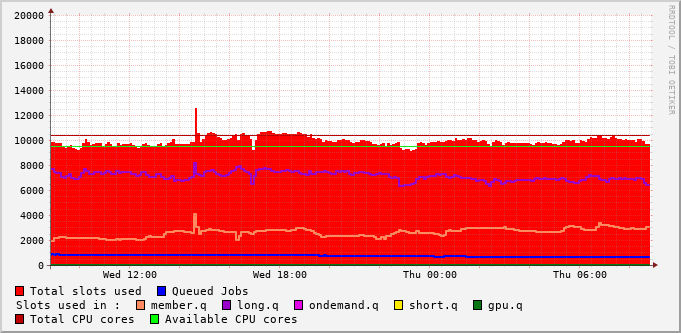 20000
18000
16000
14000
12000
10000
8000
6000
4000
2000
0
Wed 12:00 Wed 18:00 Thu 00:00 Thu 06:00
Total slots used Queued Jobs
Slots used in : member.q long.q ondemand.q short.q gpu.q
Total CPU cores Available CPU cores
RRDTOOL / TOBI OETIKER